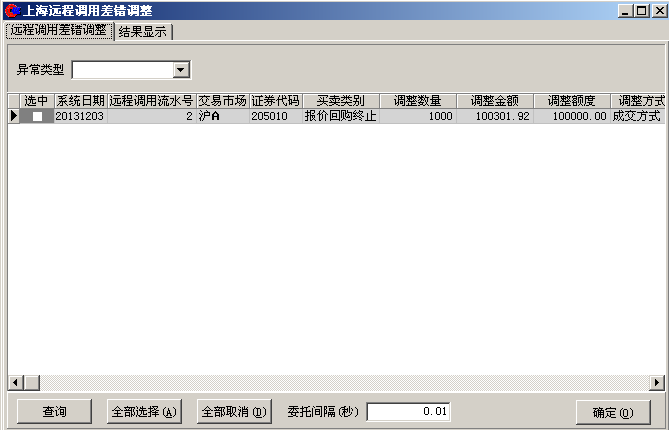 上海远程调用差错调整
远程调用差错调整 结果显示
异常类型
选中 系统日期 远程调用流水号 交易市场 证券代码 买卖类别 调整数量 调整金额 调整额度 调整方式
20131203 2 沪A 205010 报价回购终止 1000 100301.92 100000.00 成交方式
查询 全部选择(A) 全部取消(D) 委托间隔(秒) 0.01 确定(O)